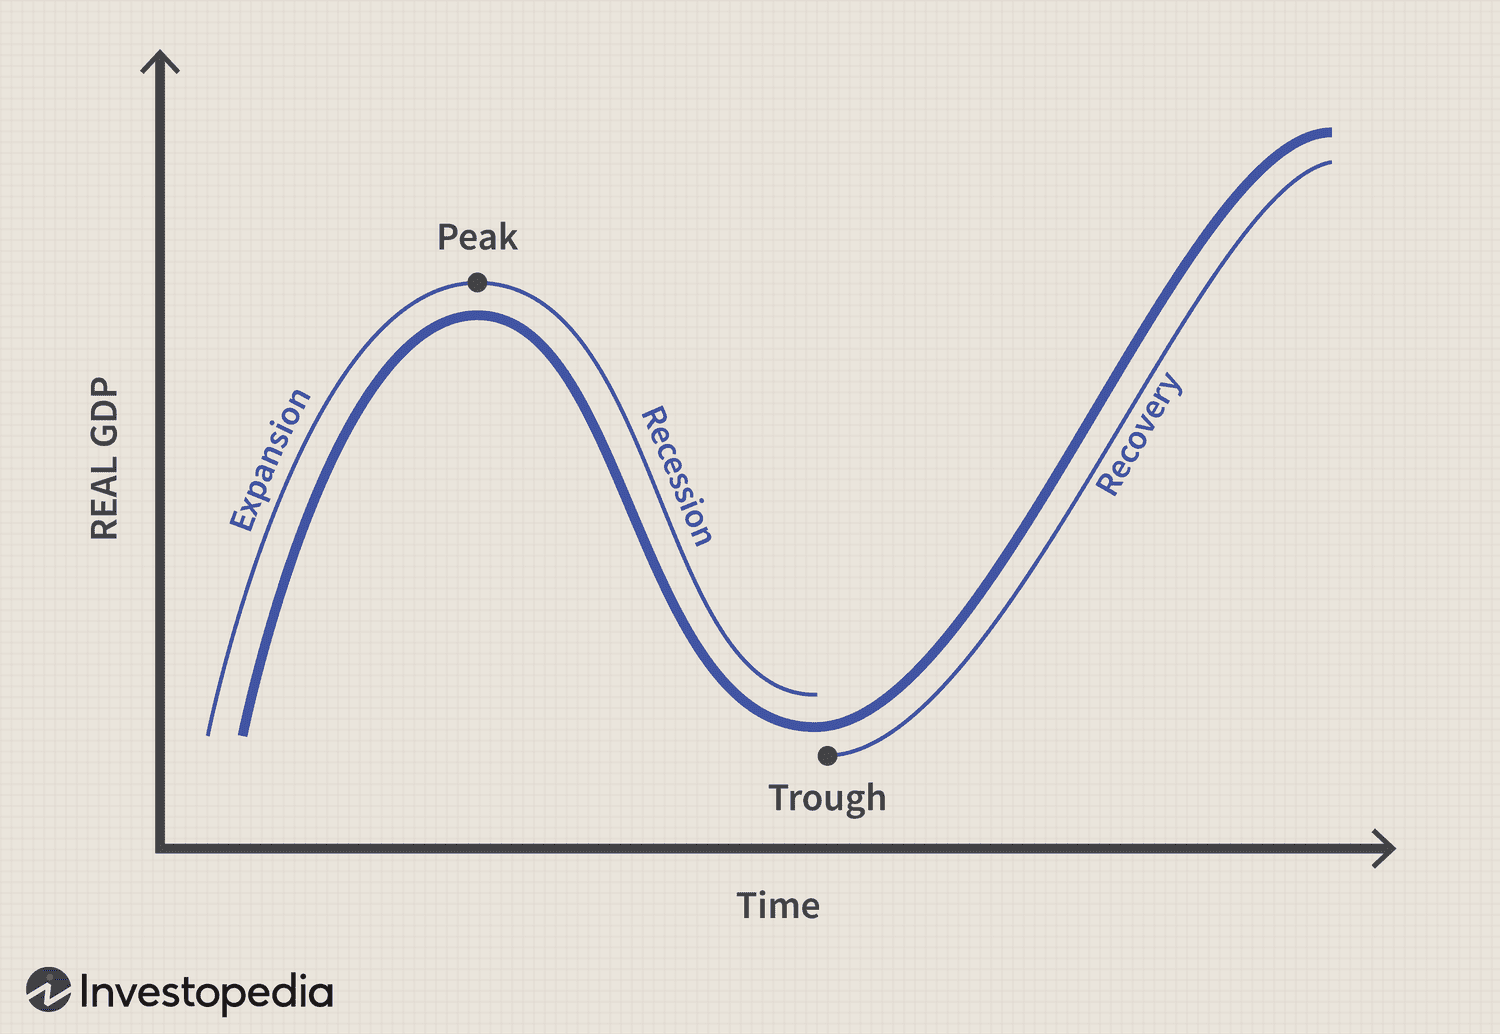 Peak
Expansion
Recession
REAL GDP
Recovery
Trough
Time
Investopedia